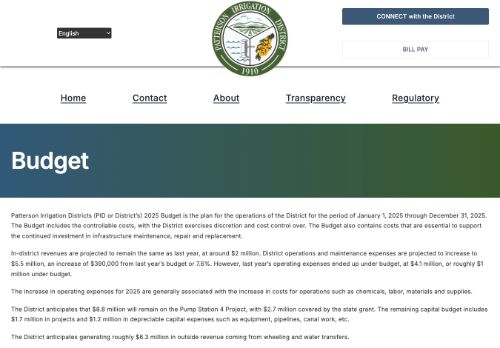 English
PATTERSON IRRIGATION DISTRICT
1910
CONNECT with the District
BILL PAY
Home Contact About Transparency Regulatory
Budget
Patterson Irrigation Districts (PID or District's) 2025 Budget is the plan for the operations of the District for the period of January 1, 2025 through December 31, 2025.
The Budget includes the controllable costs, with the District exercises discretion and cost control over. The Budget also contains costs that are essential to support
the continued investment in infrastructure maintenance, repair and replacement.
In-district revenues are projected to remain the same as last year, at around $2 million. District operations and maintenance expenses are projected to increase to
$5.5 million, an increase of $390,000 from last year's budget or 7.6%. However, last year's operating expenses ended up under budget, at $4.1 million, or roughly $1
million under budget.
The increase in operating expenses for 2025 are generally associated with the increase in costs for operations such as chemicals, labor, materials and supplies.
The District anticipates that $8.8 million will remain on the Pump Station 4 Project, with $2.7 million covered by the state grant. The remaining capital budget includes
$1.7 million in projects and $1.2 million in depreciable capital expenses such as equipment, pipelines, canal work, etc.
The District anticipates generating roughly $6.3 million in outside revenue coming from wheeling and water transfers.